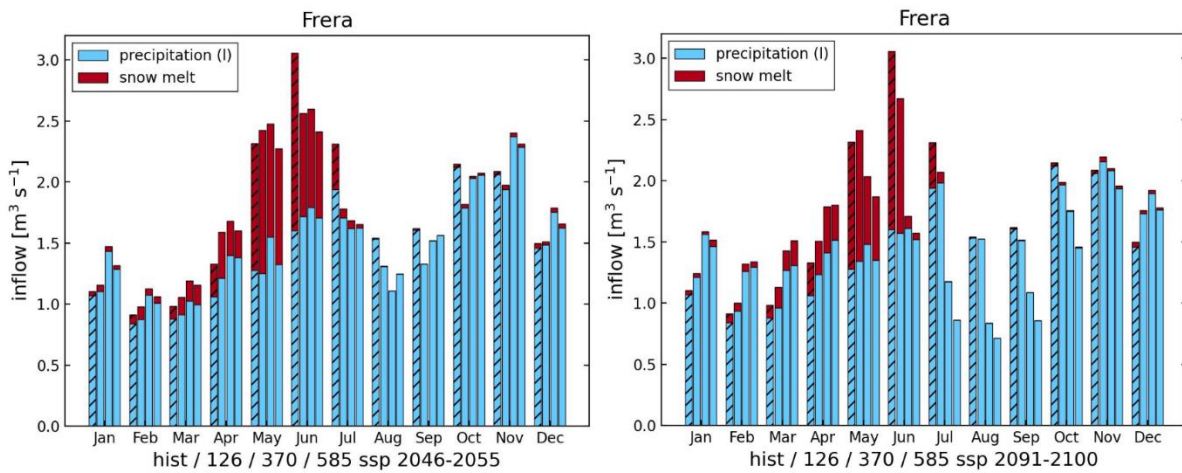 Frera
precipitation (l)
snow melt
inflow [m³ s⁻¹]
3.0
2.5
2.0
1.5
1.0
0.5
0.0
Jan Feb Mar Apr May Jun Jul Aug Sep Oct Nov Dec
hist / 126 / 370 / 585 ssp 2046-2055
Frera
precipitation (l)
snow melt
inflow [m³ s⁻¹]
3.0
2.5
2.0
1.5
1.0
0.5
0.0
Jan Feb Mar Apr May Jun Jul Aug Sep Oct Nov Dec
hist / 126 / 370 / 585 ssp 2091-2100